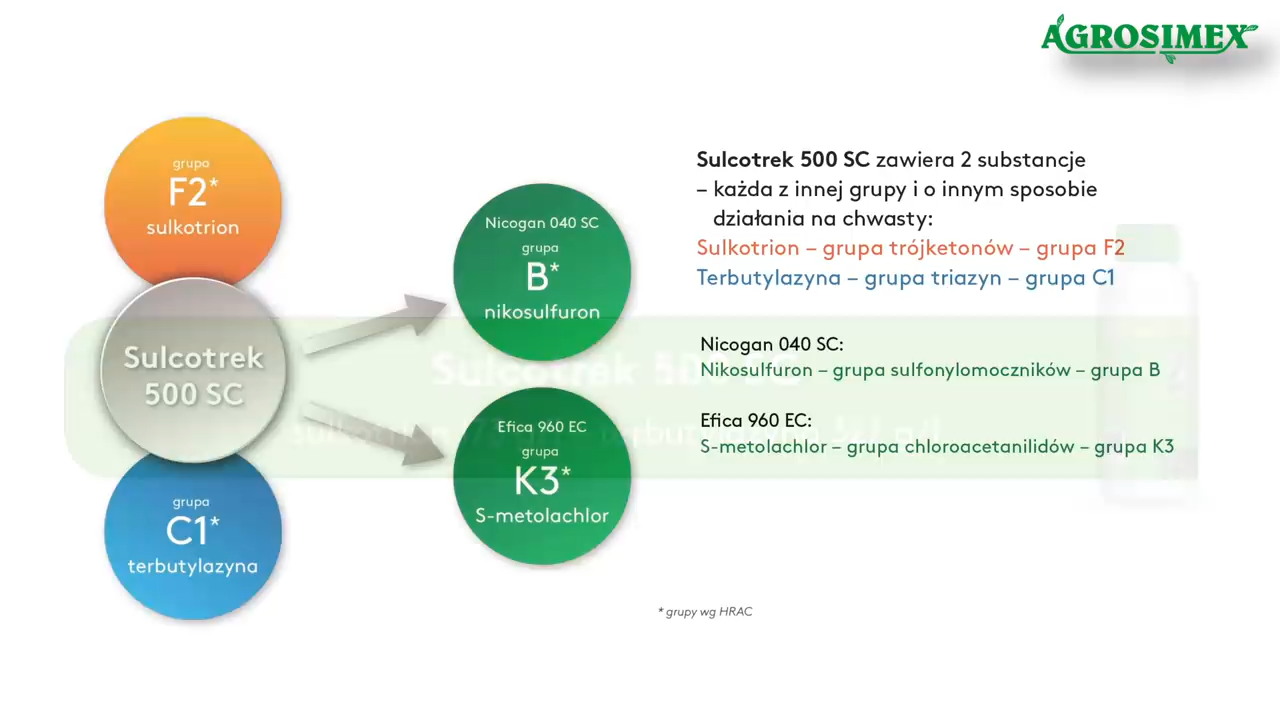 AGROSIMEX
grupa
F2*
sulkotrion
Sulcotrek
500 SC
grupa
C1*
terbutylazyna
Nicogan 040 SC
grupa
B*
nikosulfuron
Efica 960 EC
grupa
K3*
S-metolachlor
Sulcotrek 500 SC zawiera 2 substancje
– każda z innej grupy i o innym sposobie
działania na chwasty:
Sulkotrion – grupa trójketonów – grupa F2
Terbutylazyna – grupa triazyn – grupa C1
Nicogan 040 SC:
Nikosulfuron – grupa sulfonylomoczników – grupa B
Efica 960 EC:
S-metolachlor – grupa chloroacetanilidów – grupa K3
Sulcotrek 500 SC
* grupy wg HRAC